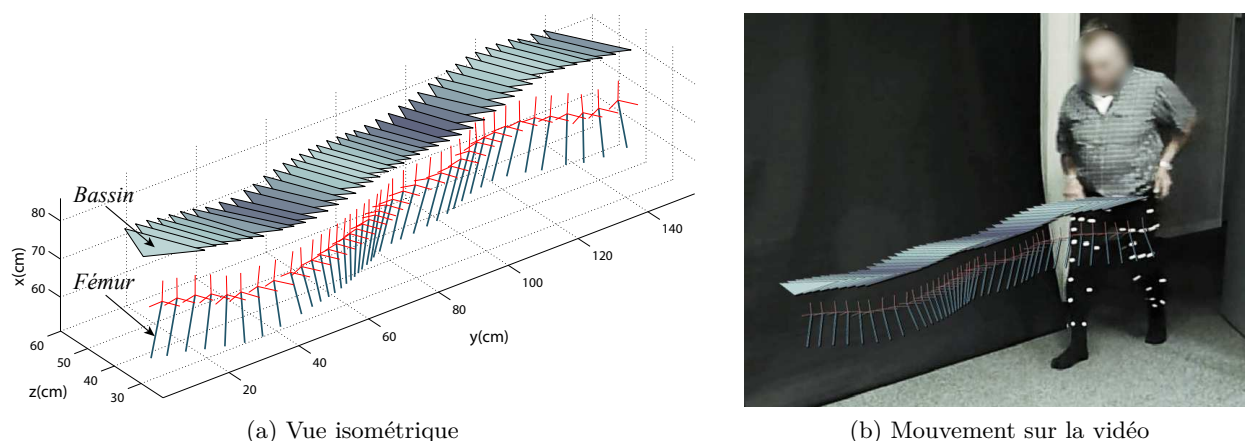 Bassin
Fémur
x(cm)
80
70
60
60
50
40
30
z(cm)
20
40
60
80
100
120
140
y(cm)
(a) Vue isométrique
(b) Mouvement sur la vidéo